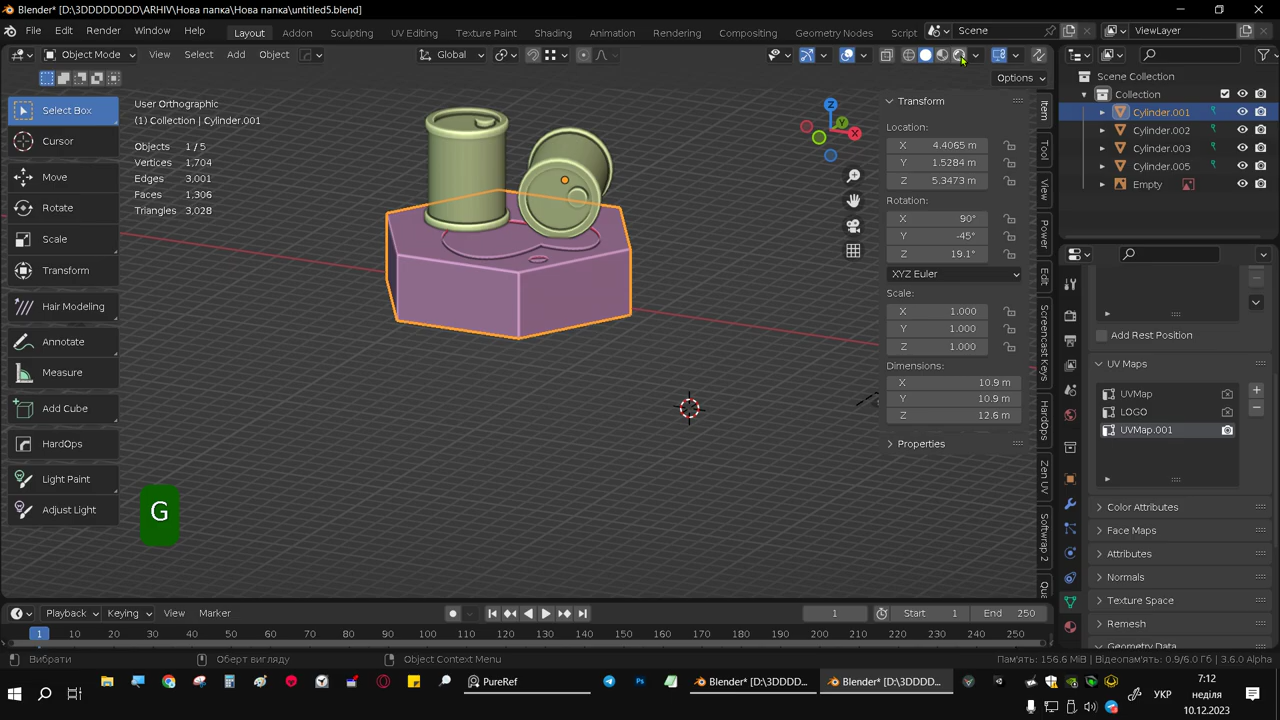 Blender* [D:\3DDDDDDDD\ARHIV\Нова папка\Нова папка\untitled5.blend]
File Edit Render Window Help Layout Addon Sculpting UV Editing Texture Paint Shading Animation Rendering Compositing Geometry Nodes Script Scene ViewLayer
Object Mode View Select Add Object Global
Options
Select Box
Cursor
Move
Rotate
Scale
Transform
Hair Modeling
Annotate
Measure
Add Cube
HardOps
Light Paint
Adjust Light
User Orthographic
(1) Collection | Cylinder.001
Objects 1/5
Vertices 1,704
Edges 3,001
Faces 1,306
Triangles 3,028
G
Z
Y
X
Transform
Location:
X 4.4065 m
Y 1.5284 m
Z 5.3473 m
Rotation:
X 90°
Y -45°
Z 19.1°
XYZ Euler
Scale:
X 1.000
Y 1.000
Z 1.000
Dimensions:
X 10.9 m
Y 10.9 m
Z 12.6 m
Properties
Item
Tool
View
Power
Edit
Screencast Keys
HardOps
Zen UV
Softwrap 2
Scene Collection
Collection
Cylinder.001
Cylinder.002
Cylinder.003
Cylinder.005
Empty
Add Rest Position
UV Maps
UVMap
LOGO
UVMap.001
Color Attributes
Face Maps
Attributes
Normals
Texture Space
Remesh
Geometry Data
Playback Keying View Marker 1 Start 1 End 250
1 10 20 30 40 50 60 70 80 90 100 110 120 130 140 150 160 170 180 190 200 210 220 230 240 250
Вибрати Оберт вигляду Object Context Menu Пам'ять: 156.6 MiB | Відеопам'ять: 0.9/6.0 Гб | 3.6.0 Alpha
PureRef Blender* [D:\3DDDD... Blender* [D:\3DDDD... УКР
7:12
неділя
10.12.2023